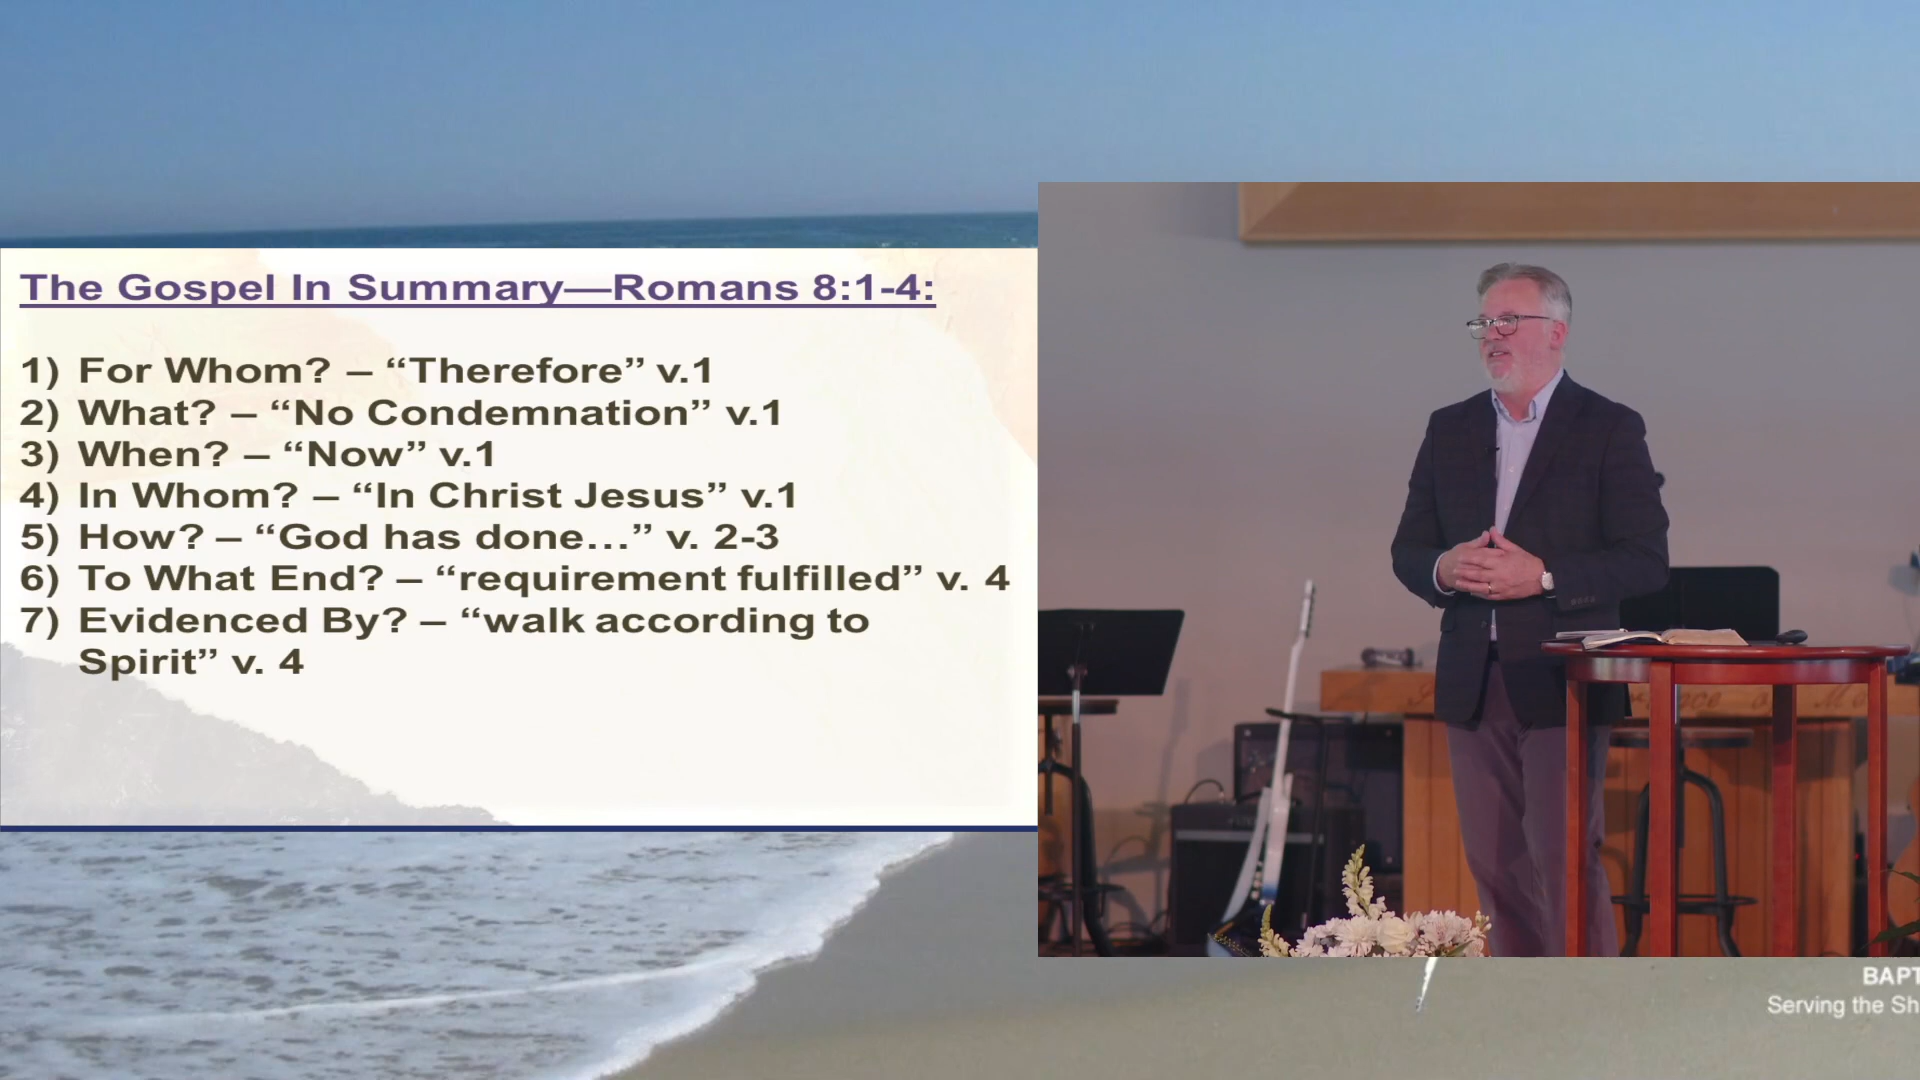 The Gospel In Summary—Romans 8:1-4:
1) For Whom? – “Therefore” v.1
2) What? – “No Condemnation” v.1
3) When? – “Now” v.1
4) In Whom? – “In Christ Jesus” v.1
5) How? – “God has done…” v. 2-3
6) To What End? – “requirement fulfilled” v. 4
7) Evidenced By? – “walk according to
Spirit” v. 4
BAPT
Serving the Sh